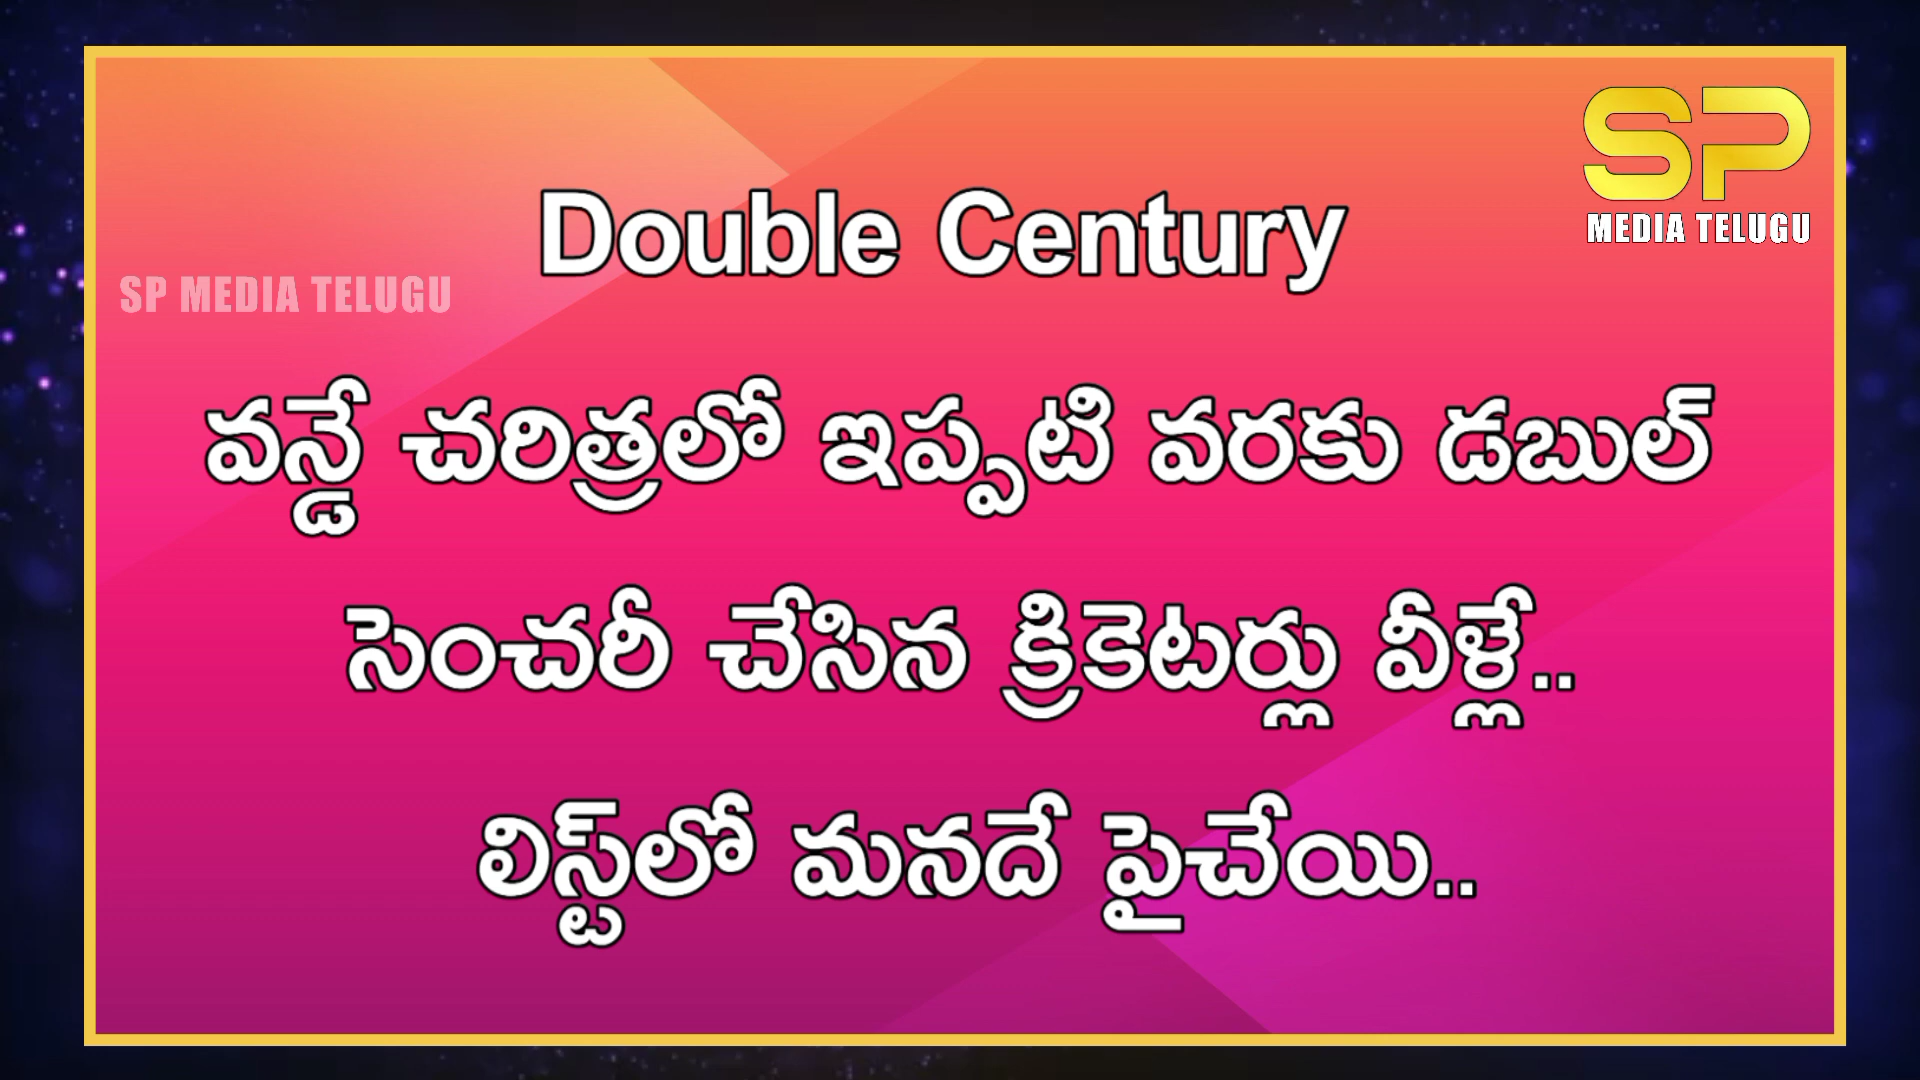 SP
MEDIA TELUGU
Double Century
SP MEDIA TELUGU
వన్డే చరిత్రలో ఇప్పటి వరకు డబుల్
సెంచరీ చేసిన క్రికెటర్లు వీళ్లే..
లిస్ట్‌లో మనదే పైచేయి..